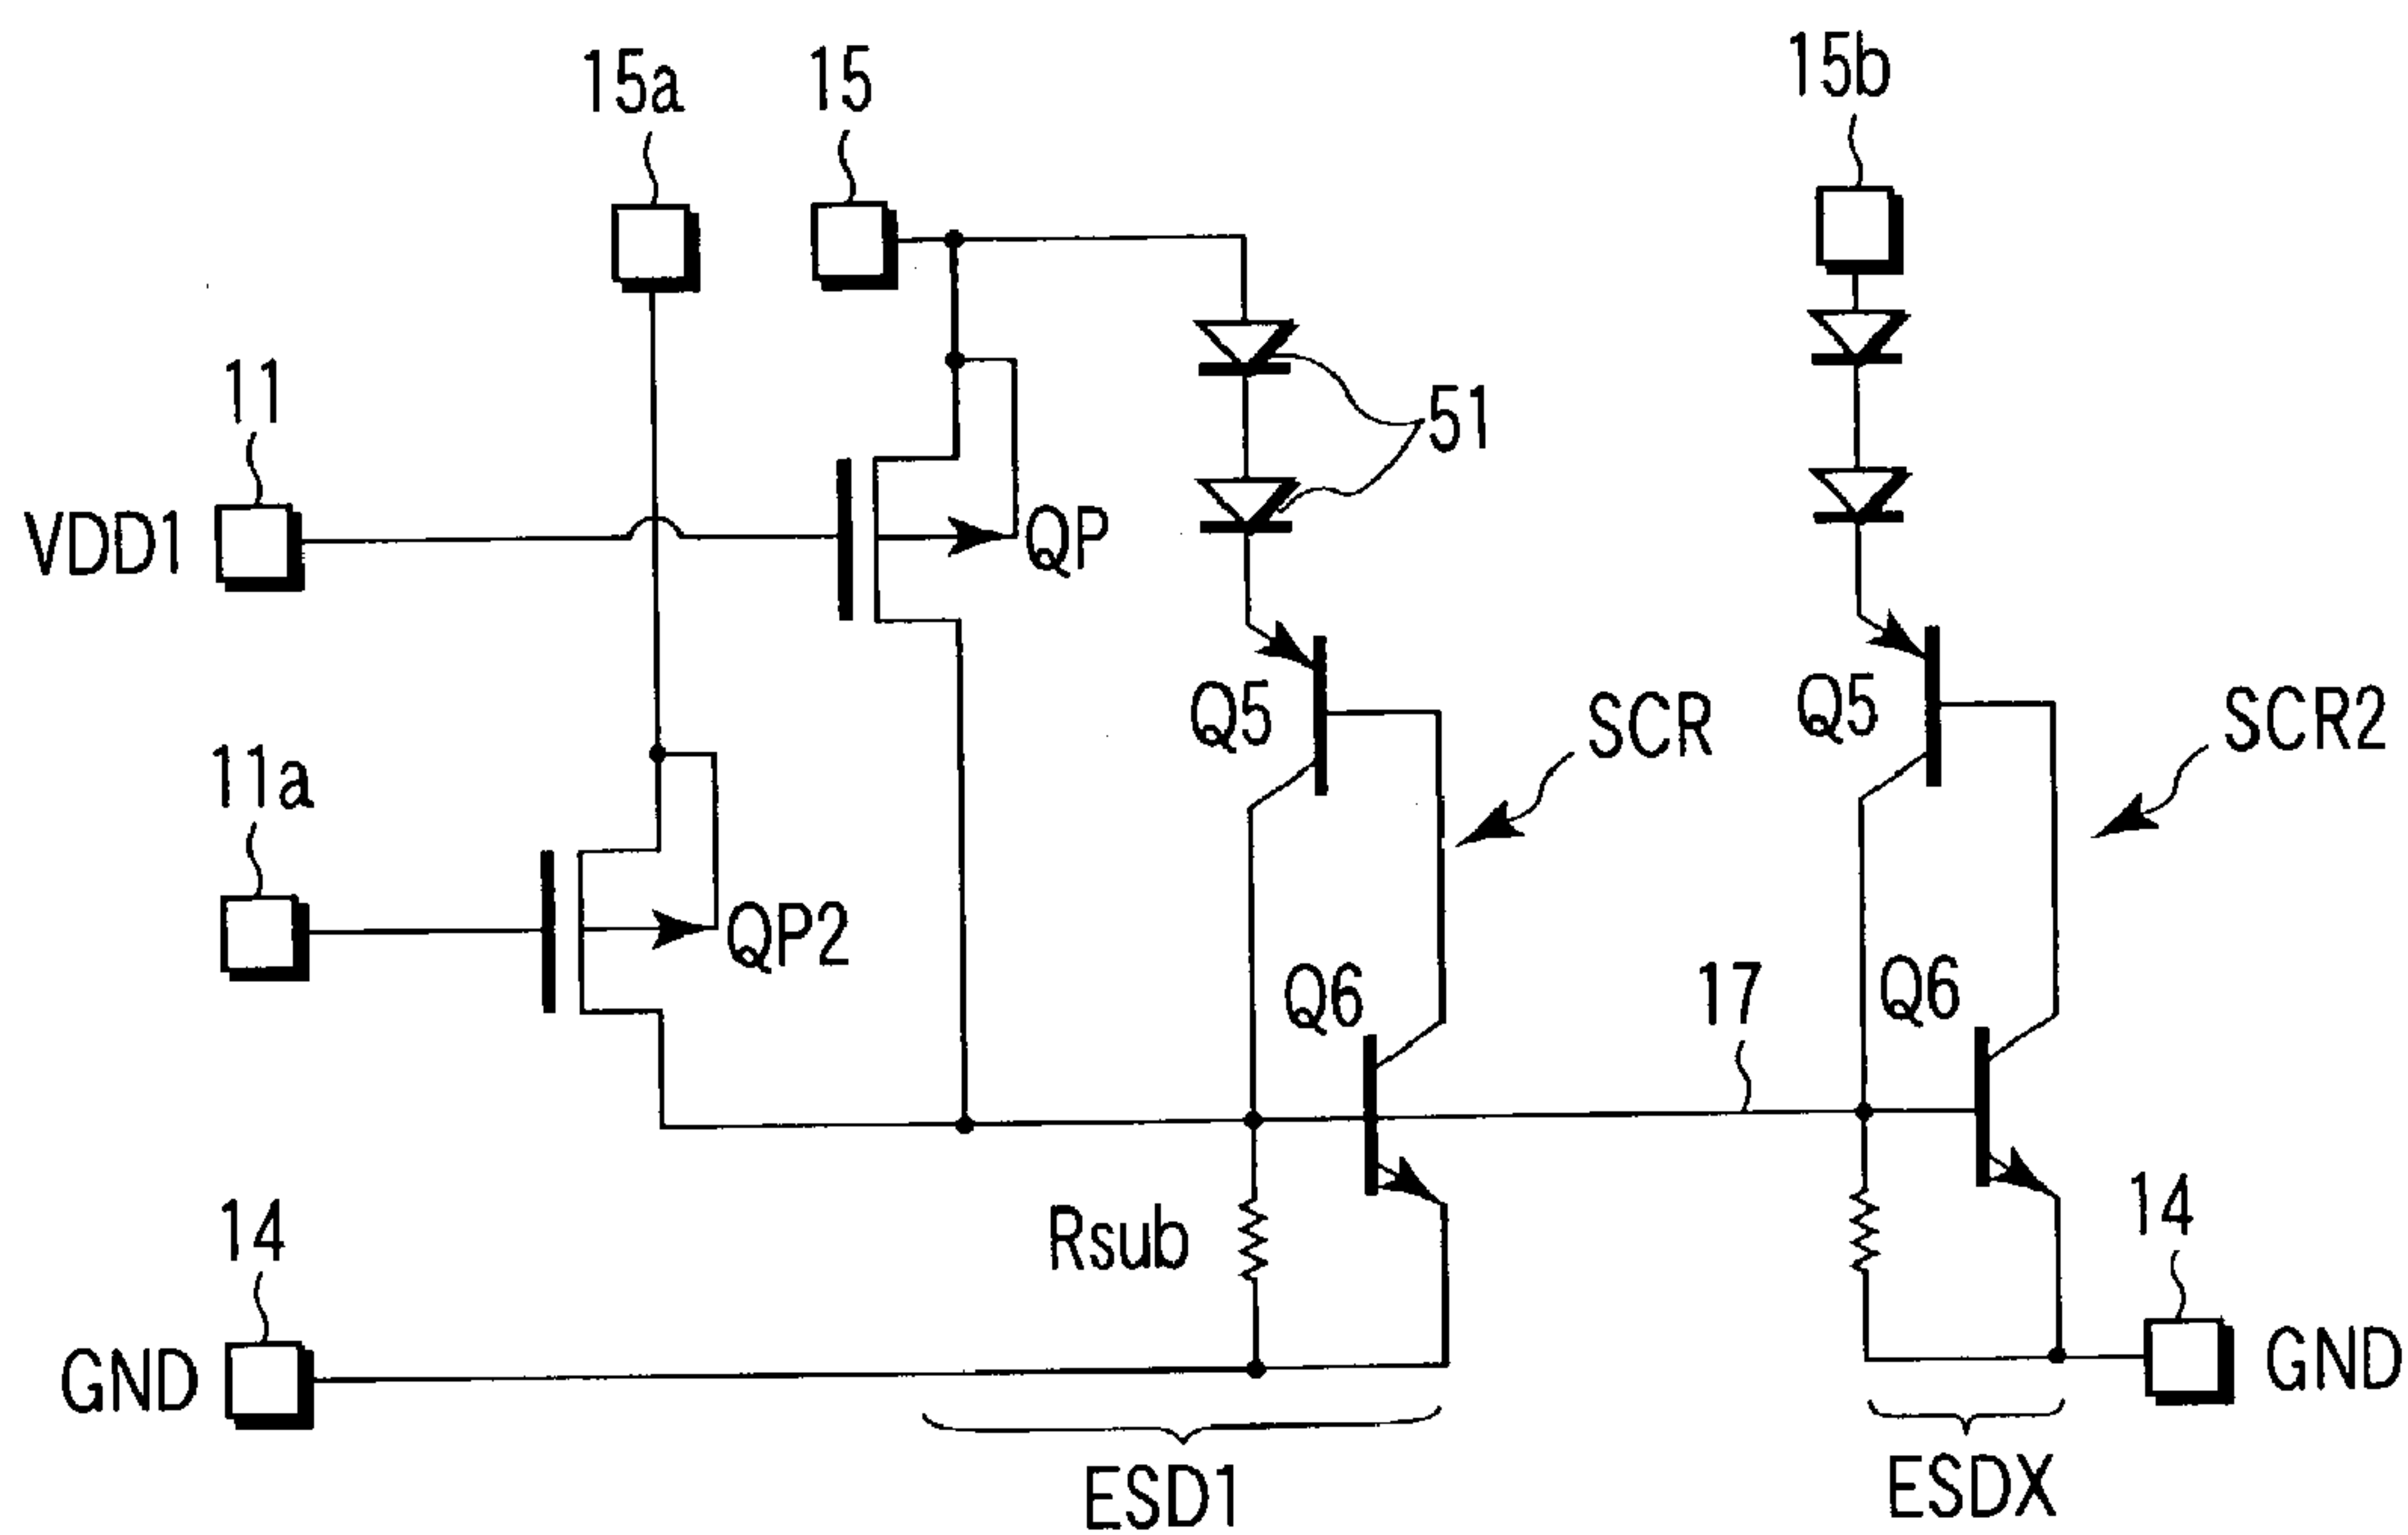 15a
15
15b
11
VDD1
51
QP
11a
Q5
SCR
Q5
SCR2
QP2
Q6
17
Q6
14
GND
Rsub
14
GND
ESD1
ESDX